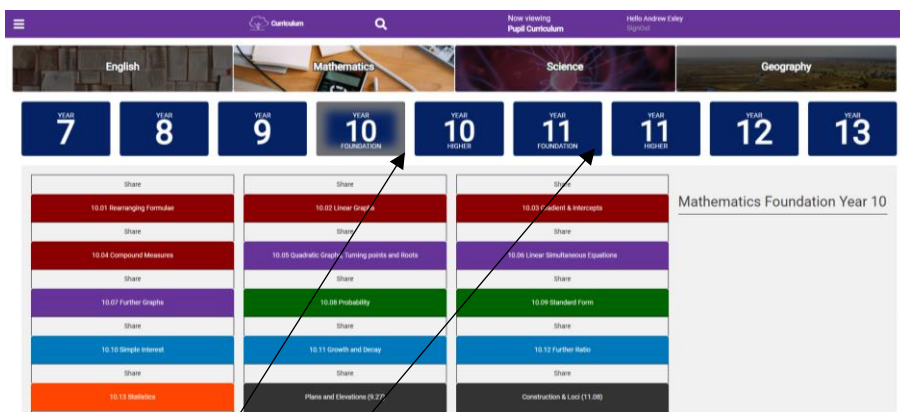 Curriculum
Now viewing
Pupil Curriculum
Hello Andrew Exley
SignOut
English
Mathematics
Science
Geography
YEAR
7
YEAR
8
YEAR
9
YEAR
10
FOUNDATION
YEAR
10
HIGHER
YEAR
11
FOUNDATION
YEAR
11
HIGHER
YEAR
12
YEAR
13
Mathematics Foundation Year 10
Share
Share
Share
10.01 Rearranging Formulae
10.02 Linear Graphs
10.03 Gradient & Intercepts
Share
Share
Share
10.04 Compound Measures
10.05 Quadratic Graphs, Turning points and Roots
10.06 Linear Simultaneous Equations
Share
Share
Share
10.07 Further Graphs
10.08 Probability
10.09 Standard Form
Share
Share
Share
10.10 Simple Interest
10.11 Growth and Decay
10.12 Further Ratio
Share
Share
Share
10.13 Statistics
Plans and Elevations (9.27)
Construction & Loci (11.08)